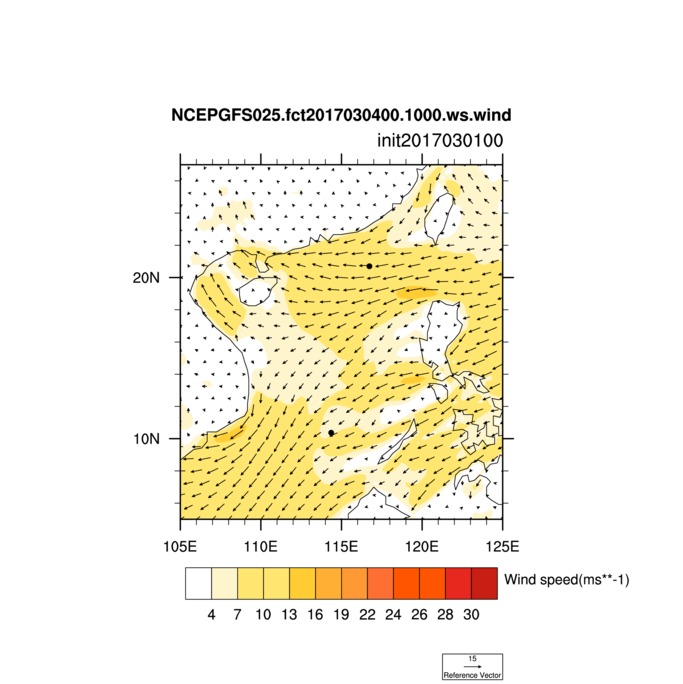 NCEPGFS025.fct2017030400.1000.ws.wind
init2017030100
20N
10N
105E 110E 115E 120E 125E
Wind speed(ms**-1)
4 7 10 13 16 19 22 24 26 28 30
15
Reference Vector